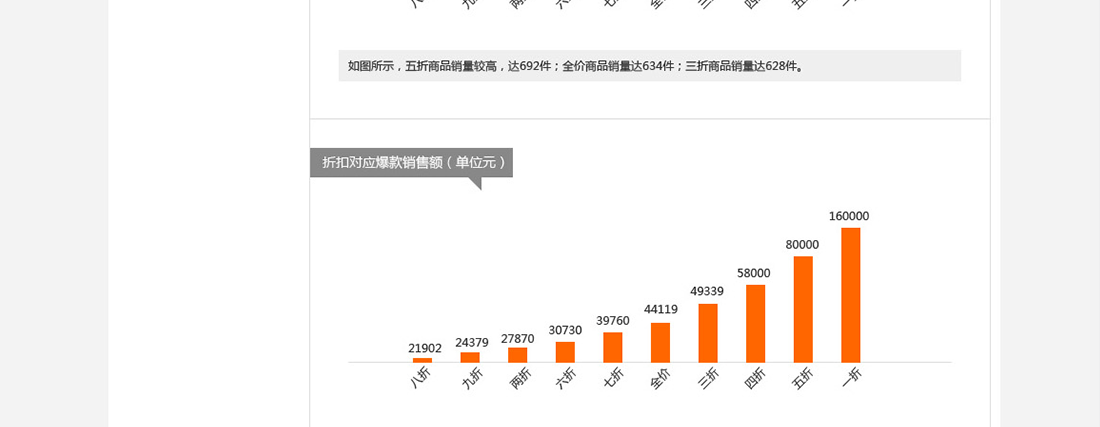 如图所示，五折商品销量较高，达692件；全价商品销量达634件；三折商品销量达628件。
折扣对应爆款销售额（单位元）
160000
80000
58000
49339
44119
39760
30730
27870
24379
21902
八折
九折
两折
六折
七折
全价
三折
四折
五折
一折